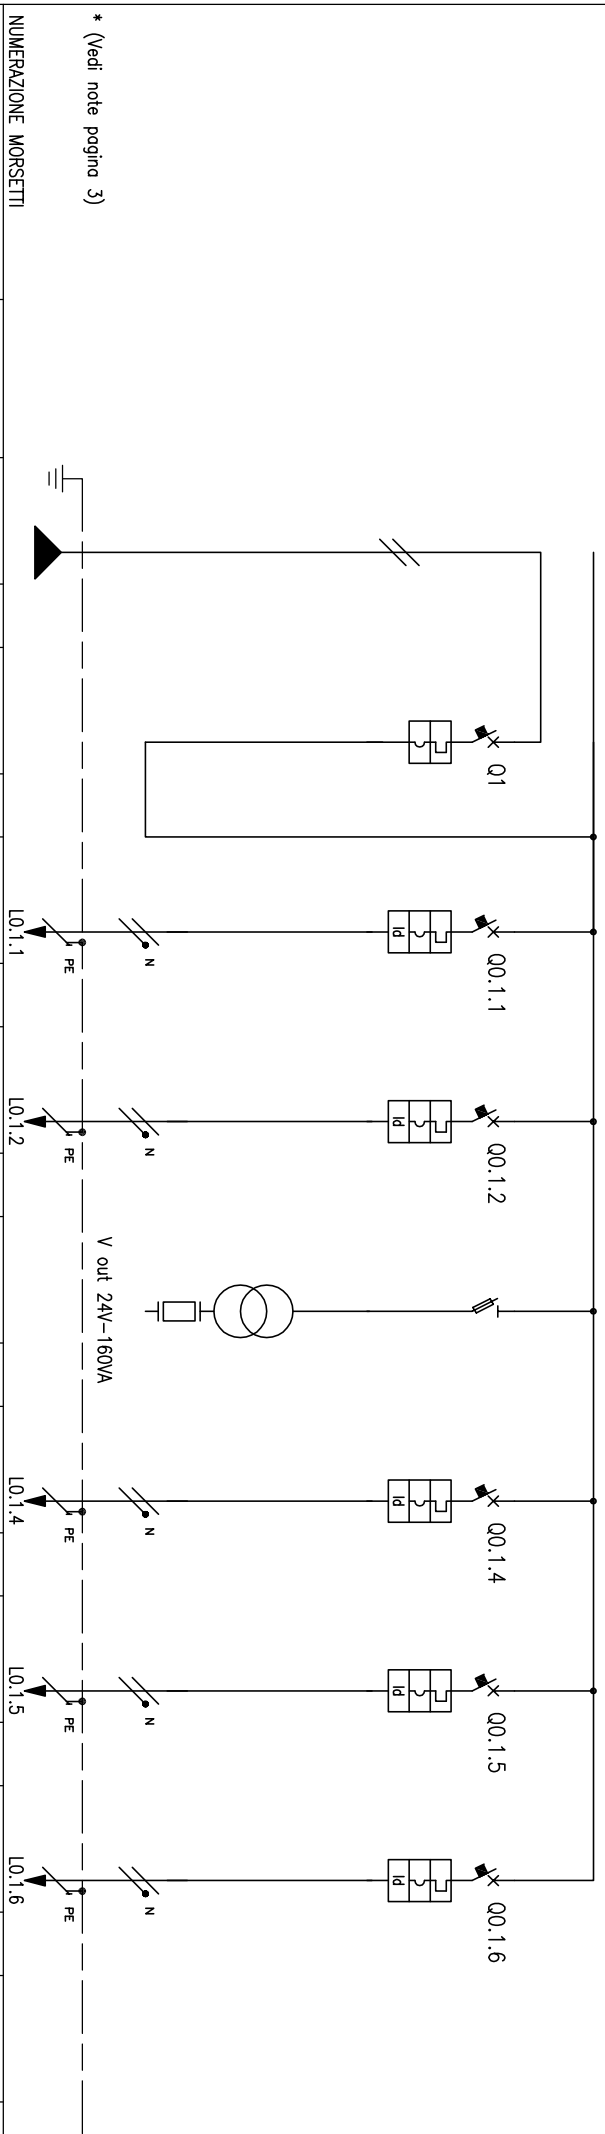 Q1
Q0.1.1
Q0.1.2
Q0.1.4
Q0.1.5
Q0.1.6
Id
Id
Id
Id
Id
N
N
N
N
N
V out 24V-160VA
* (Vedi note pagina 3)
PE
PE
PE
PE
PE
NUMERAZIONE MORSETTI
L0.1.1
L0.1.2
L0.1.4
L0.1.5
L0.1.6